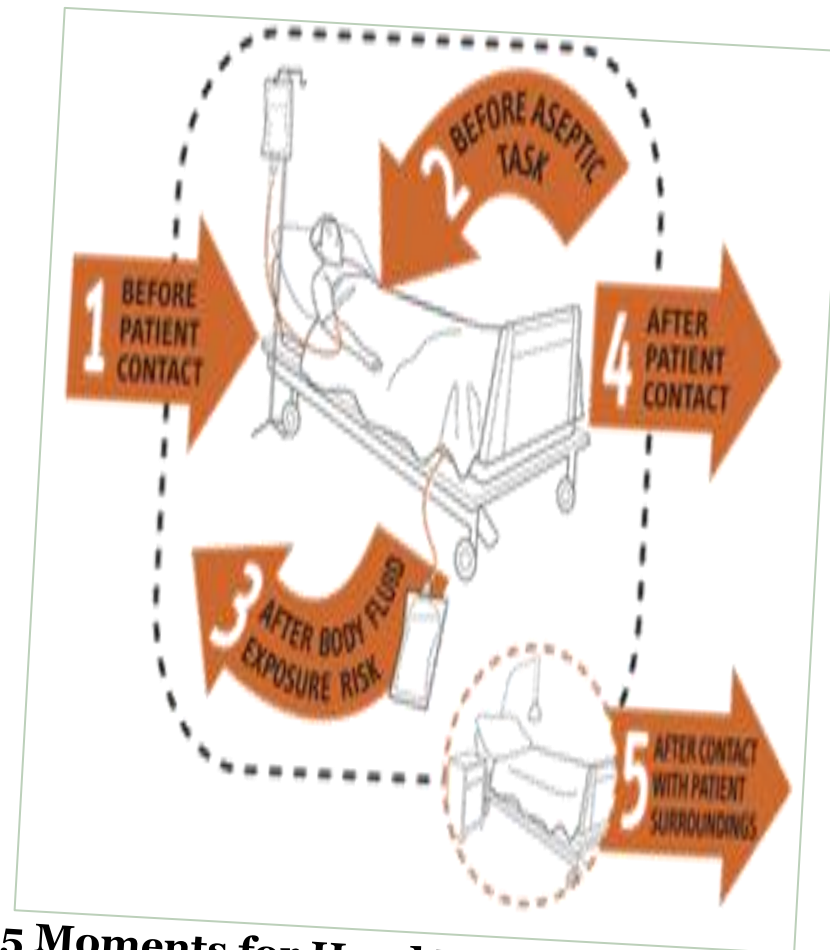 1 BEFORE
PATIENT
CONTACT
2 BEFORE ASEPTIC
TASK
3 AFTER BODY FLUID
EXPOSURE RISK
4 AFTER
PATIENT
CONTACT
5 AFTER CONTACT
WITH PATIENT
SURROUNDINGS
5 Moments for